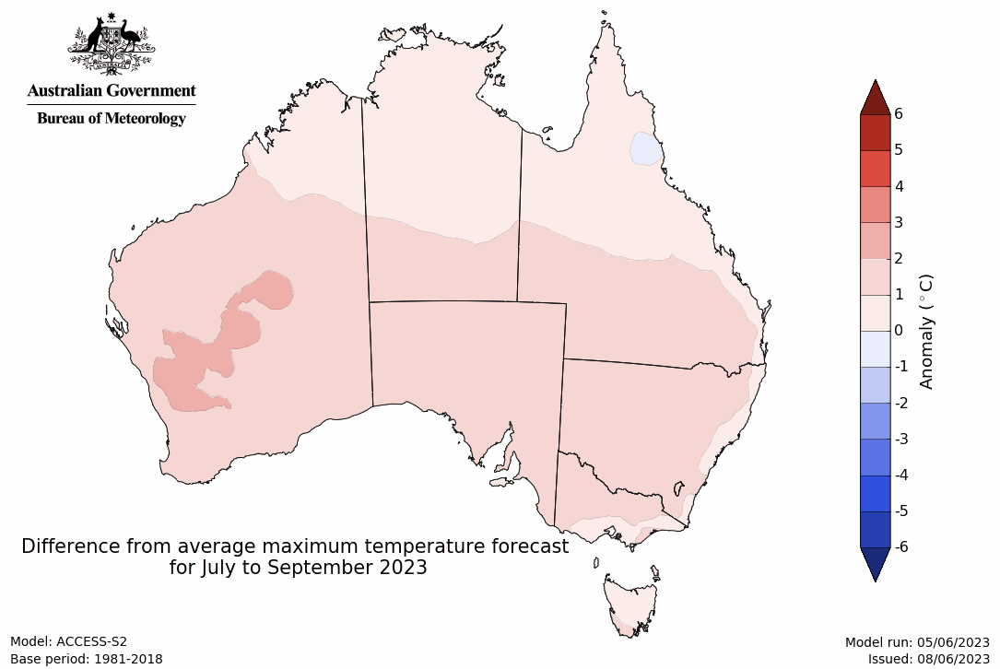 Australian Government
Bureau of Meteorology
6
5
4
3
2
1
0
-1
-2
-3
-4
-5
-6
Anomaly (°C)
Difference from average maximum temperature forecast
for July to September 2023
Model: ACCESS-S2
Base period: 1981-2018
Model run: 05/06/2023
Issued: 08/06/2023